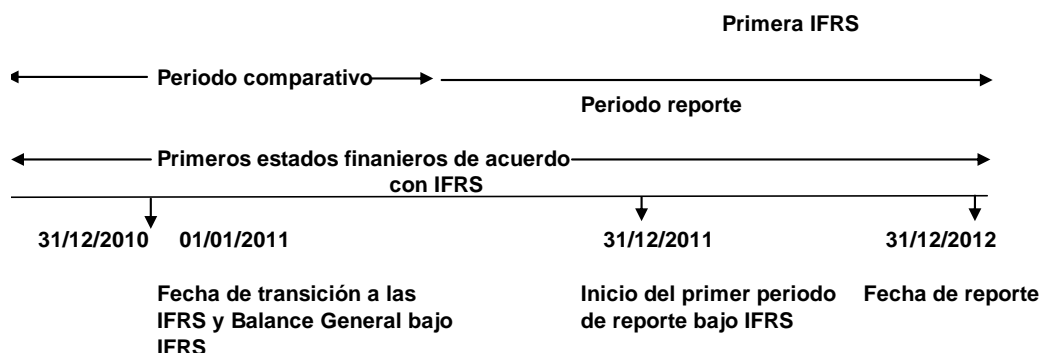 Primera IFRS
Periodo comparativo
Periodo reporte
Primeros estados finanieros de acuerdo
con IFRS
31/12/2010 01/01/2011 31/12/2011 31/12/2012
Fecha de transición a las
IFRS y Balance General bajo
IFRS
Inicio del primer periodo
de reporte bajo IFRS
Fecha de reporte